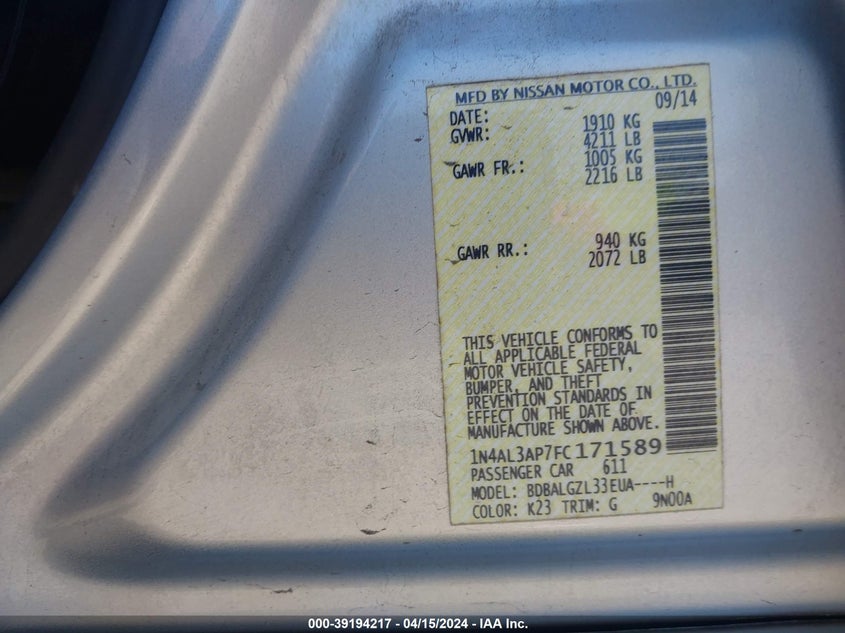 MFD BY NISSAN MOTOR CO., LTD.
DATE: 09/14
GVWR: 1910 KG
4211 LB
GAWR FR.: 1005 KG
2216 LB
GAWR RR.: 940 KG
2072 LB
THIS VEHICLE CONFORMS TO
ALL APPLICABLE FEDERAL
MOTOR VEHICLE SAFETY,
BUMPER, AND THEFT
PREVENTION STANDARDS IN
EFFECT ON THE DATE OF
MANUFACTURE SHOWN ABOVE.
1N4AL3AP7FC171589
PASSENGER CAR 611
MODEL: BDBALGZL33EUA----H
COLOR: K23 TRIM: G 9N00A
000-39194217 - 04/15/2024 - IAA Inc.